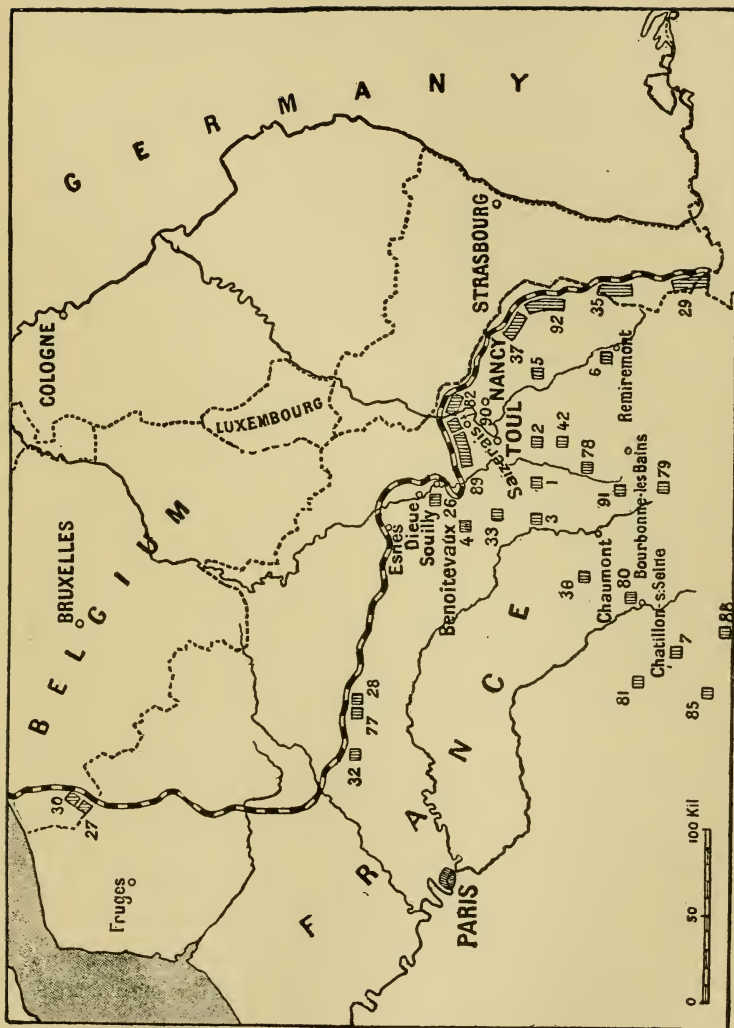 GERMANY
COLOGNE
LUXEMBOURG
STRASBOURG
BRUXELLES
BELGIUM
30
27
Fruges
FRANCE
32
77
28
PARIS
Esnes
Dieue
Souilly
Benoitevaux
26
4
89
33
Saizerais
TOUL
90
82
NANCY
37
92
35
29
5
6
Remiremont
2
42
78
1
3
91
79
Bourbonne-les Bains
Chaumont
38
80
Chatillon s: Seine
81
7
85
88
0
50
100 Kil